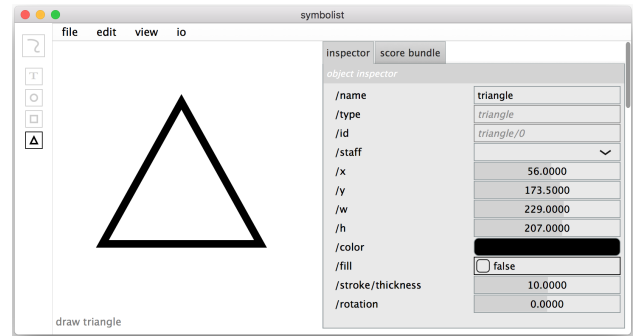 symbolist
file edit view io
inspector score bundle
object inspector
T
/name triangle
/type triangle
/id triangle/0
/staff
/x 56.0000
/y 173.5000
/w 229.0000
/h 207.0000
/color
/fill false
/stroke/thickness 10.0000
/rotation 0.0000
draw triangle